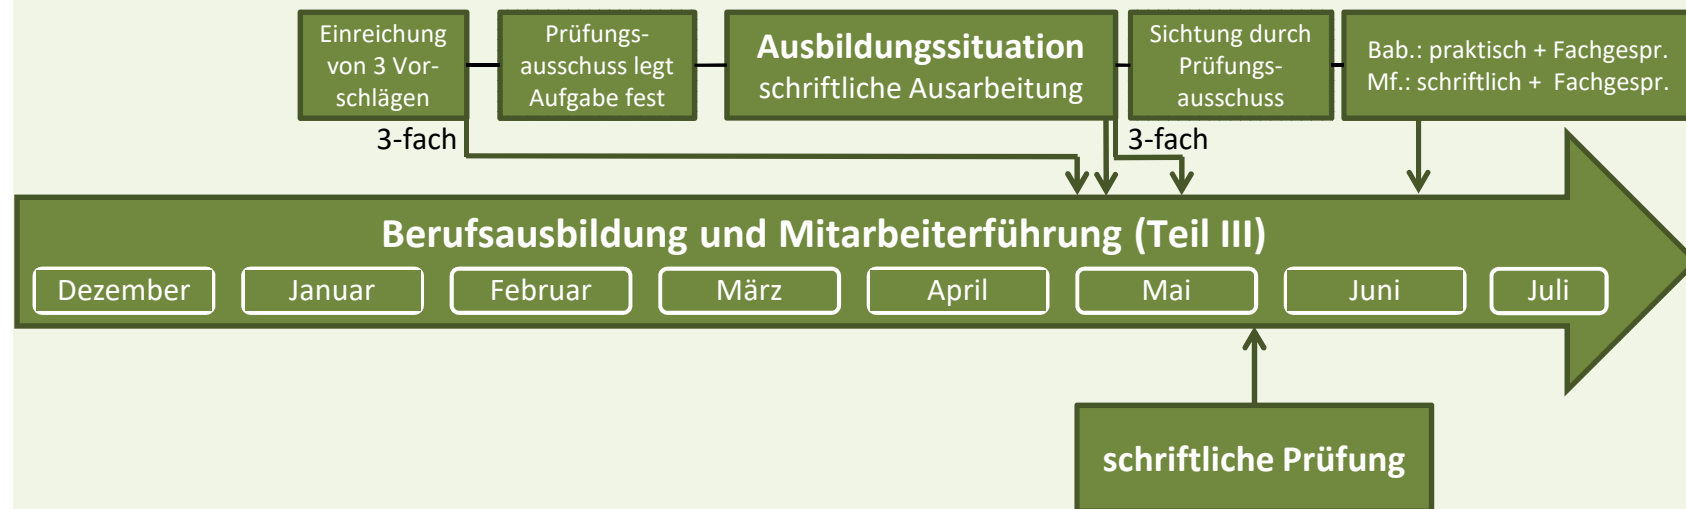 Einreichung
von 3 Vor-
schlägen
Prüfungs-
ausschuss legt
Aufgabe fest
Ausbildungssituation
schriftliche Ausarbeitung
Sichtung durch
Prüfungs-
ausschuss
Bab.: praktisch + Fachgespr.
Mf.: schriftlich + Fachgespr.
3-fach
3-fach
Berufsausbildung und Mitarbeiterführung (Teil III)
Dezember
Januar
Februar
März
April
Mai
Juni
Juli
schriftliche Prüfung